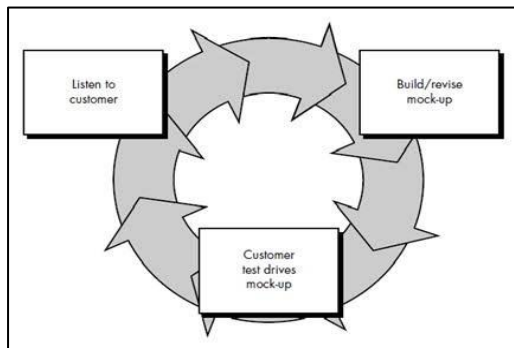 Listen to
customer
Build/revise
mock-up
Customer
test drives
mock-up